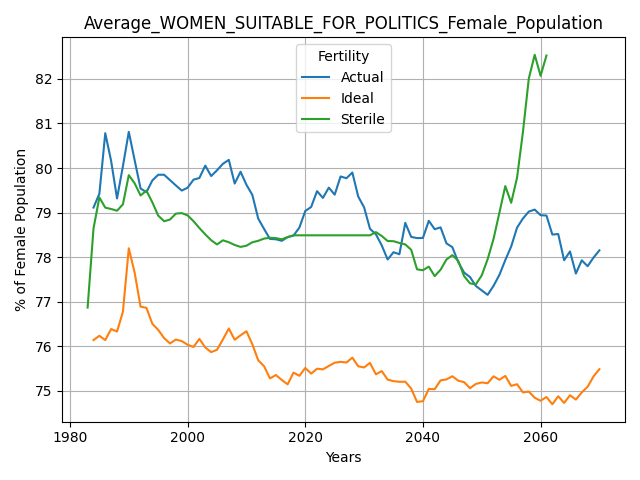 Average_WOMEN_SUITABLE_FOR_POLITICS_Female_Population
Fertility
Actual
Ideal
Sterile
% of Female Population
82
81
80
79
78
77
76
75
1980
2000
2020
2040
2060
Years